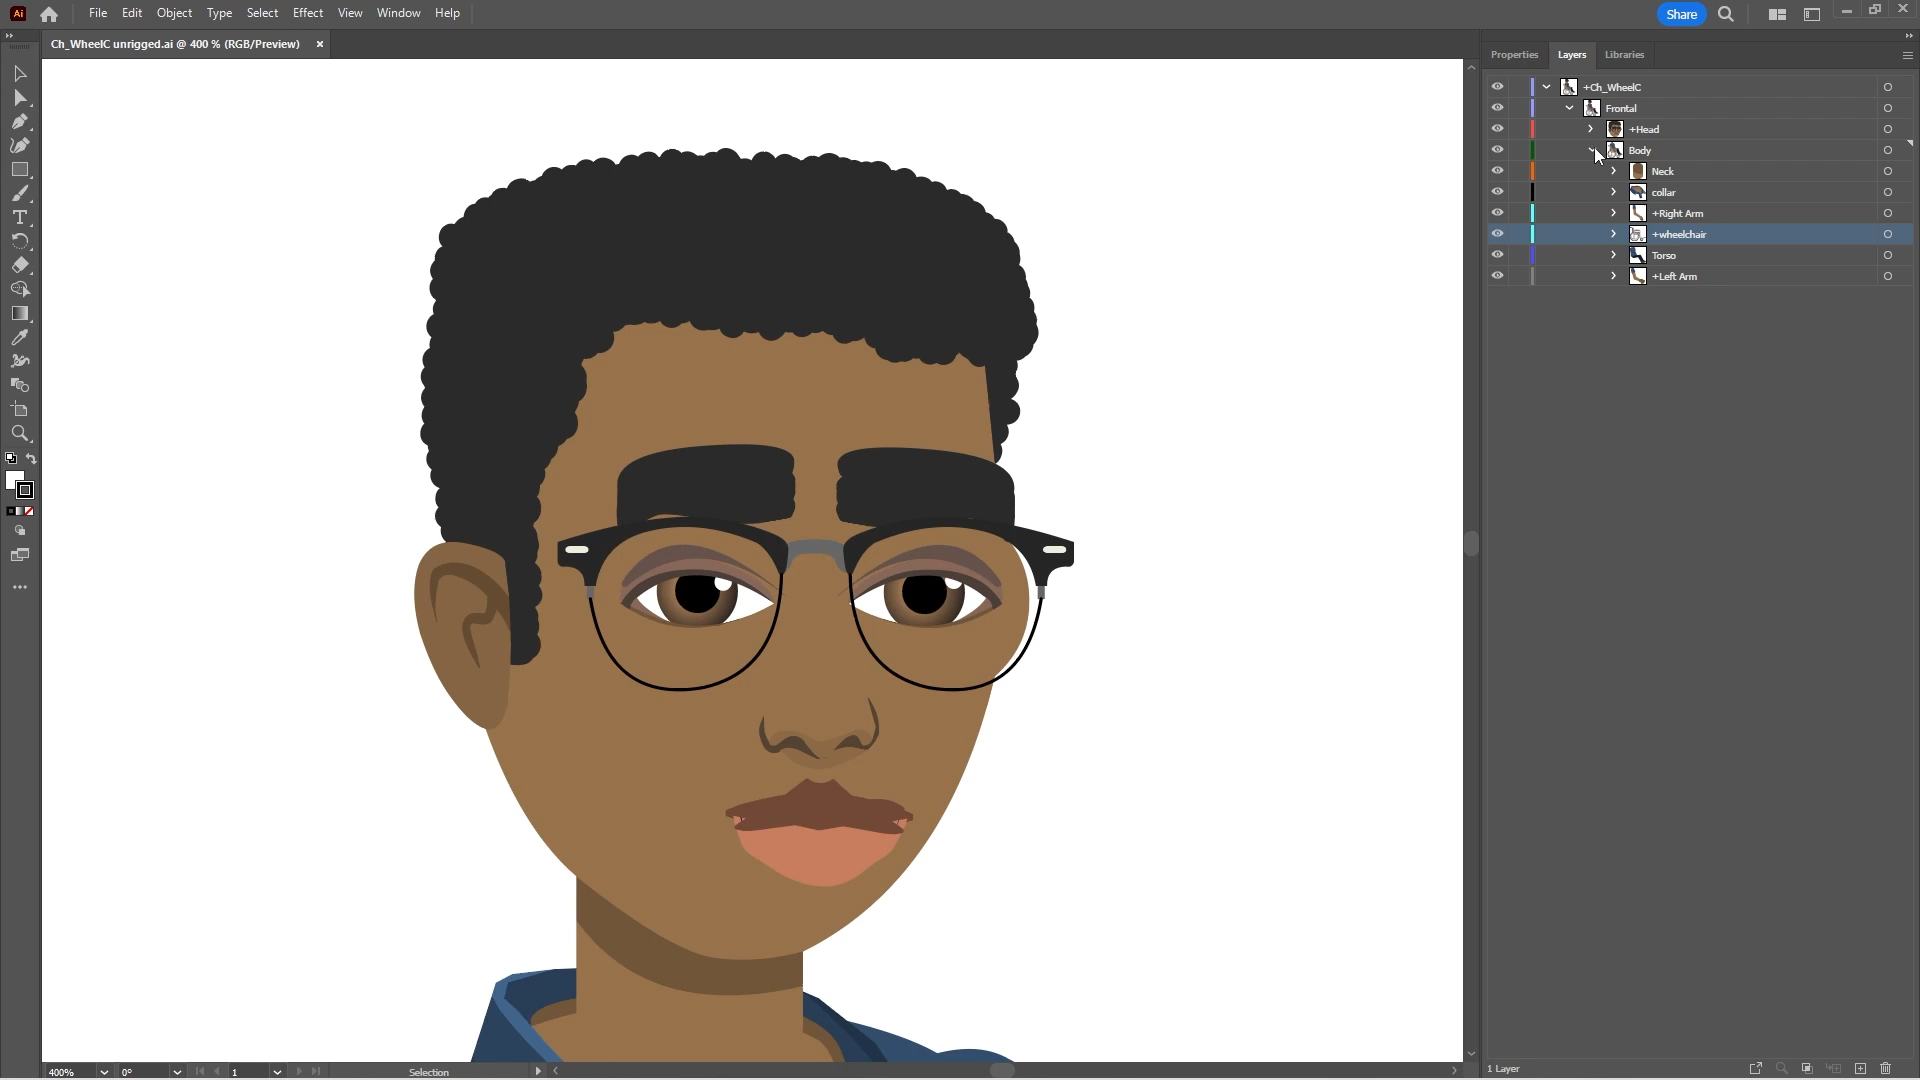 Ai File Edit Object Type Select Effect View Window Help Share
Ch_WheelC unrigged.ai @ 400 % (RGB/Preview) ×
Properties Layers Libraries
+Ch_WheelC
Frontal
+Head
Body
Neck
collar
+Right Arm
+wheelchair
Torso
+Left Arm
400% 0° 1 Selection
1 Layer